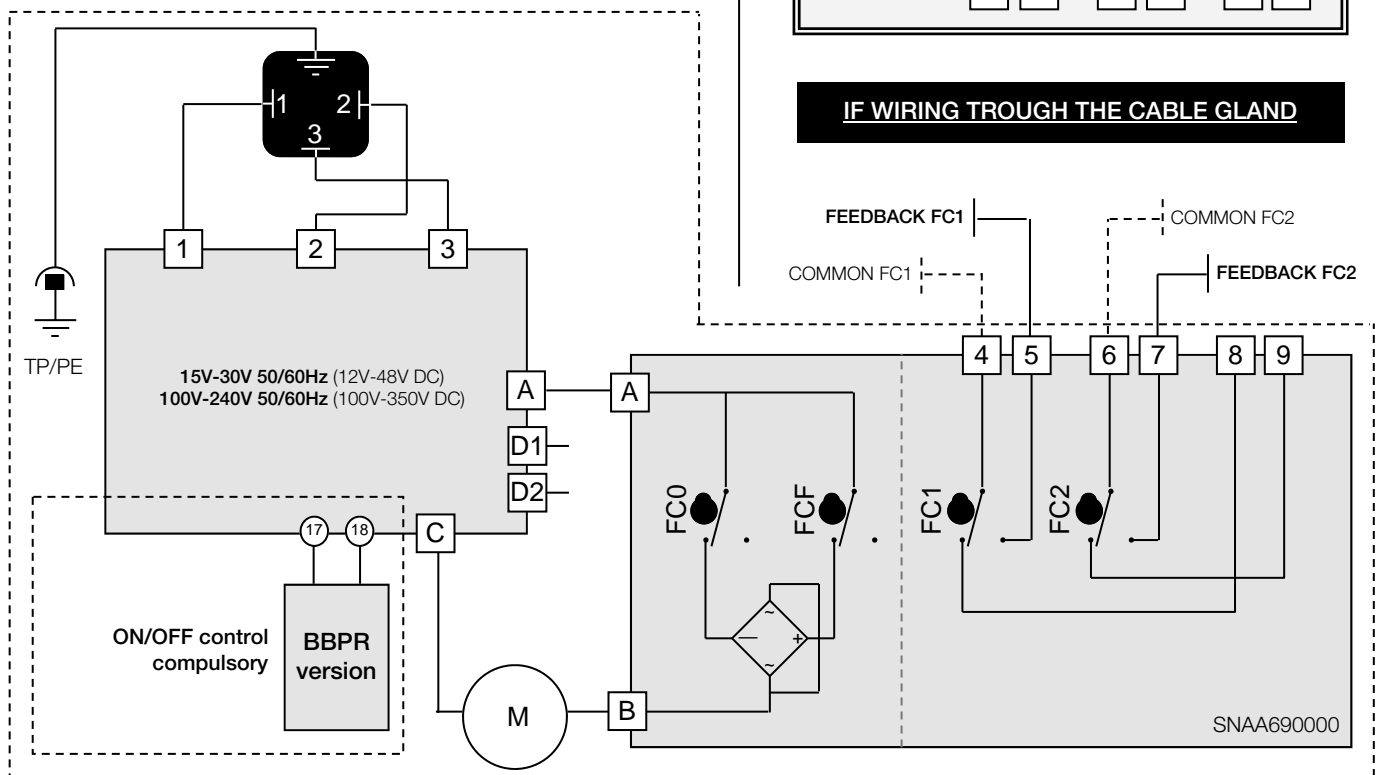 IF WIRING TROUGH THE CABLE GLAND
1 2
3
FEEDBACK FC1
COMMON FC2
COMMON FC1
FEEDBACK FC2
1 2 3
TP/PE
15V-30V 50/60Hz (12V-48V DC)
100V-240V 50/60Hz (100V-350V DC)
4 5 6 7 8 9
A A
D1
D2
FC0 FCF FC1 FC2
17 18 C
~
— +
~
ON/OFF control
compulsory
BBPR
version
M
B
SNAA690000